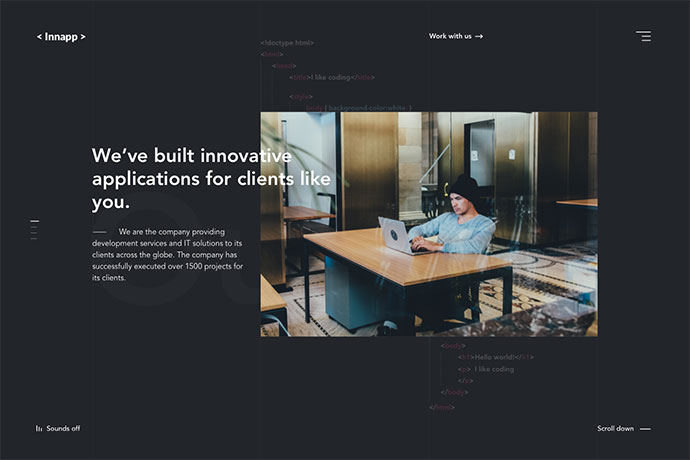 < Innapp >
Work with us →
<!doctype html>
<html>
<head>
<title>I like coding</title>
<style>
body { background-color:white; }
We've built innovative
applications for clients like
you.
We are the company providing
development services and IT solutions to its
clients across the globe. The company has
successfully executed over 1500 projects for
its clients.
<body>
<h1>Hello world!</h1>
<p> I like coding
</p>
</body>
</html>
Sounds off
Scroll down